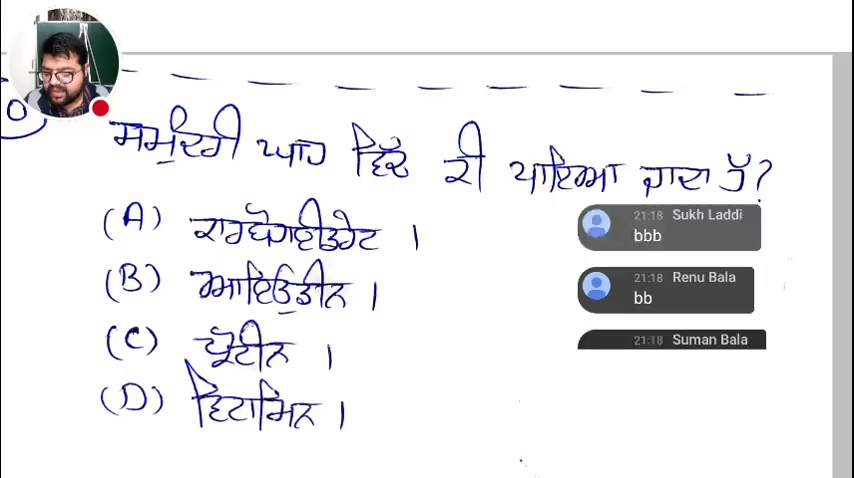 ਸਮੁੰਦਰੀ ਘਾਹ ਵਿੱਚ ਕੀ ਪਾਇਆ ਜਾਂਦਾ ਹੈ?
(A) ਕਾਰਬੋਹਾਈਡਰੇਟ ।
(B) ਆਇਓਡੀਨ ।
(C) ਪ੍ਰੋਟੀਨ ।
(D) ਵਿਟਾਮਿਨ ।
21:18 Sukh Laddi
bbb
21:18 Renu Bala
bb
21:18 Suman Bala